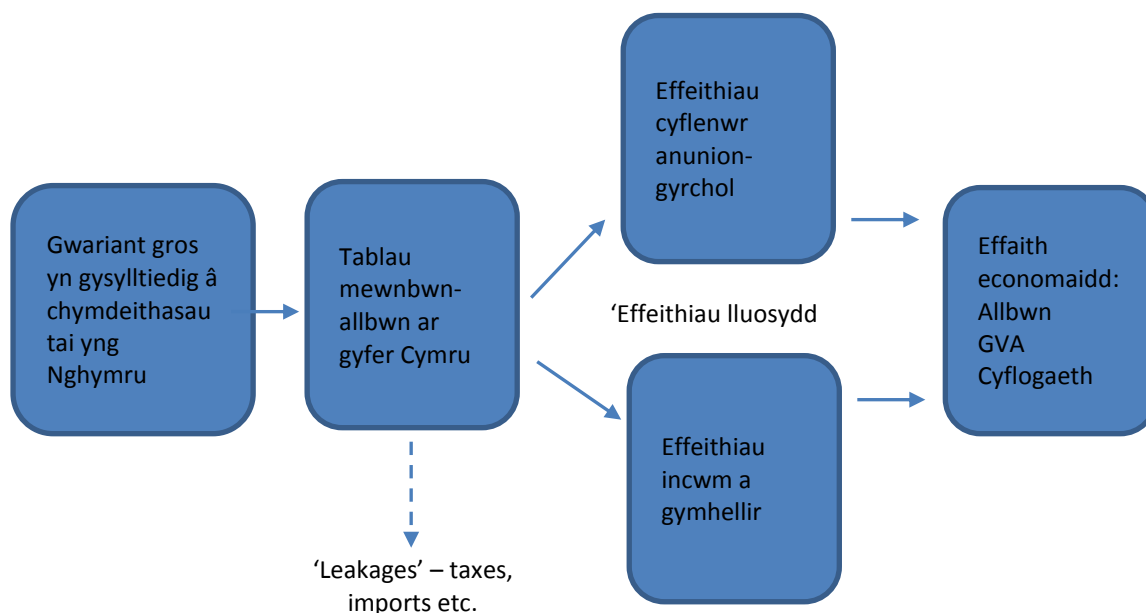 Gwariant gros
yn gysylltiedig â
chymdeithasau
tai yng
Nghymru
Tablau
mewnbwn-
allbwn ar
gyfer Cymru
‘Leakages’ – taxes,
imports etc.
Effeithiau
cyflenwr
anunion-
gyrchol
‘Effeithiau lluosydd
Effeithiau
incwm a
gymhellir
Effaith
economaidd:
Allbwn
GVA
Cyflogaeth